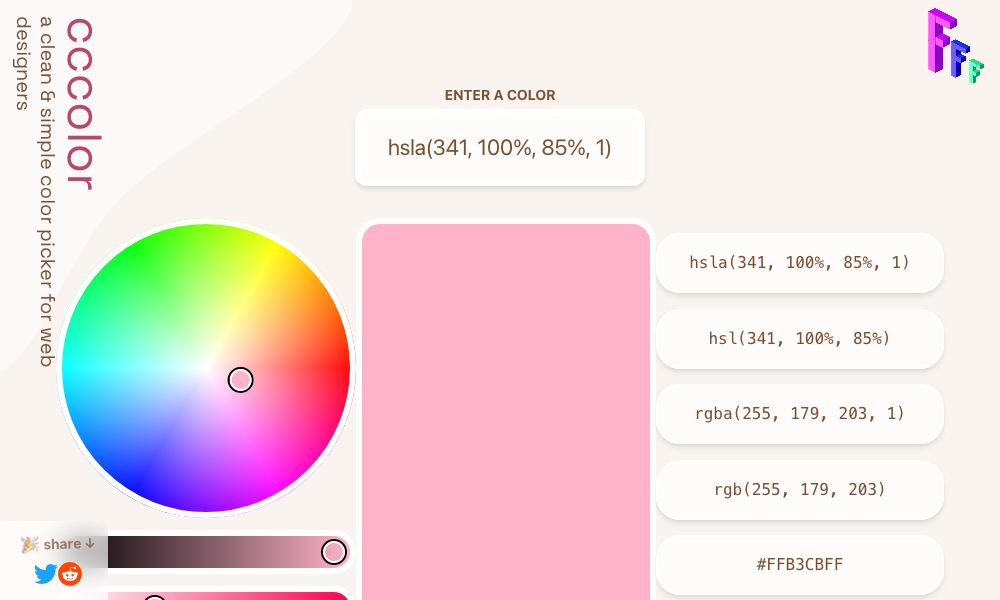 cccolor
a clean & simple color picker for web
designers
FFF
ENTER A COLOR
hsla(341, 100%, 85%, 1)
hsla(341, 100%, 85%, 1)
hsl(341, 100%, 85%)
rgba(255, 179, 203, 1)
rgb(255, 179, 203)
#FFB3CBFF
🎉 share ↓